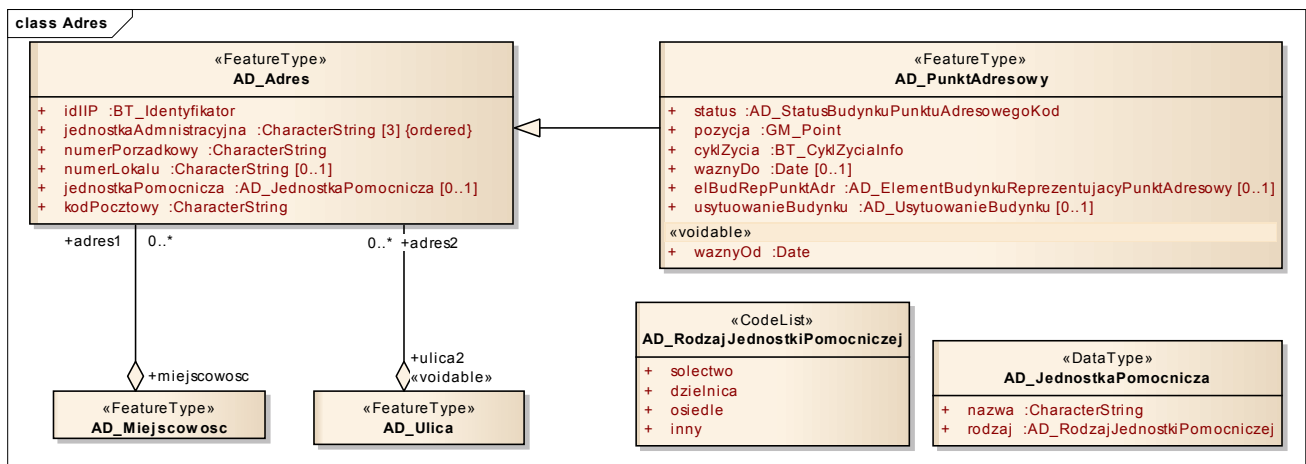 class Adres
«FeatureType»
AD_Adres
+ idIIP :BT_Identyfikator
+ jednostkaAdmnistracyjna :CharacterString [3] {ordered}
+ numerPorzadkowy :CharacterString
+ numerLokalu :CharacterString [0..1]
+ jednostkaPomocnicza :AD_JednostkaPomocnicza [0..1]
+ kodPocztowy :CharacterString
«FeatureType»
AD_PunktAdresowy
+ status :AD_StatusBudynkuPunktuAdresowegoKod
+ pozycja :GM_Point
+ cyklZycia :BT_CyklZyciaInfo
+ waznyDo :Date [0..1]
+ elBudRepPunktAdr :AD_ElementBudynkuReprezentujacyPunktAdresowy [0..1]
+ usytuowanieBudynku :AD_UsytuowanieBudynku [0..1]
«voidable»
+ waznyOd :Date
+adres1 0..*
0..* +adres2
+miejscowosc
+ulica2
«voidable»
«FeatureType»
AD_Miejscowosc
«FeatureType»
AD_Ulica
«CodeList»
AD_RodzajJednostkiPomocniczej
+ solectwo
+ dzielnica
+ osiedle
+ inny
«DataType»
AD_JednostkaPomocnicza
+ nazwa :CharacterString
+ rodzaj :AD_RodzajJednostkiPomocniczej